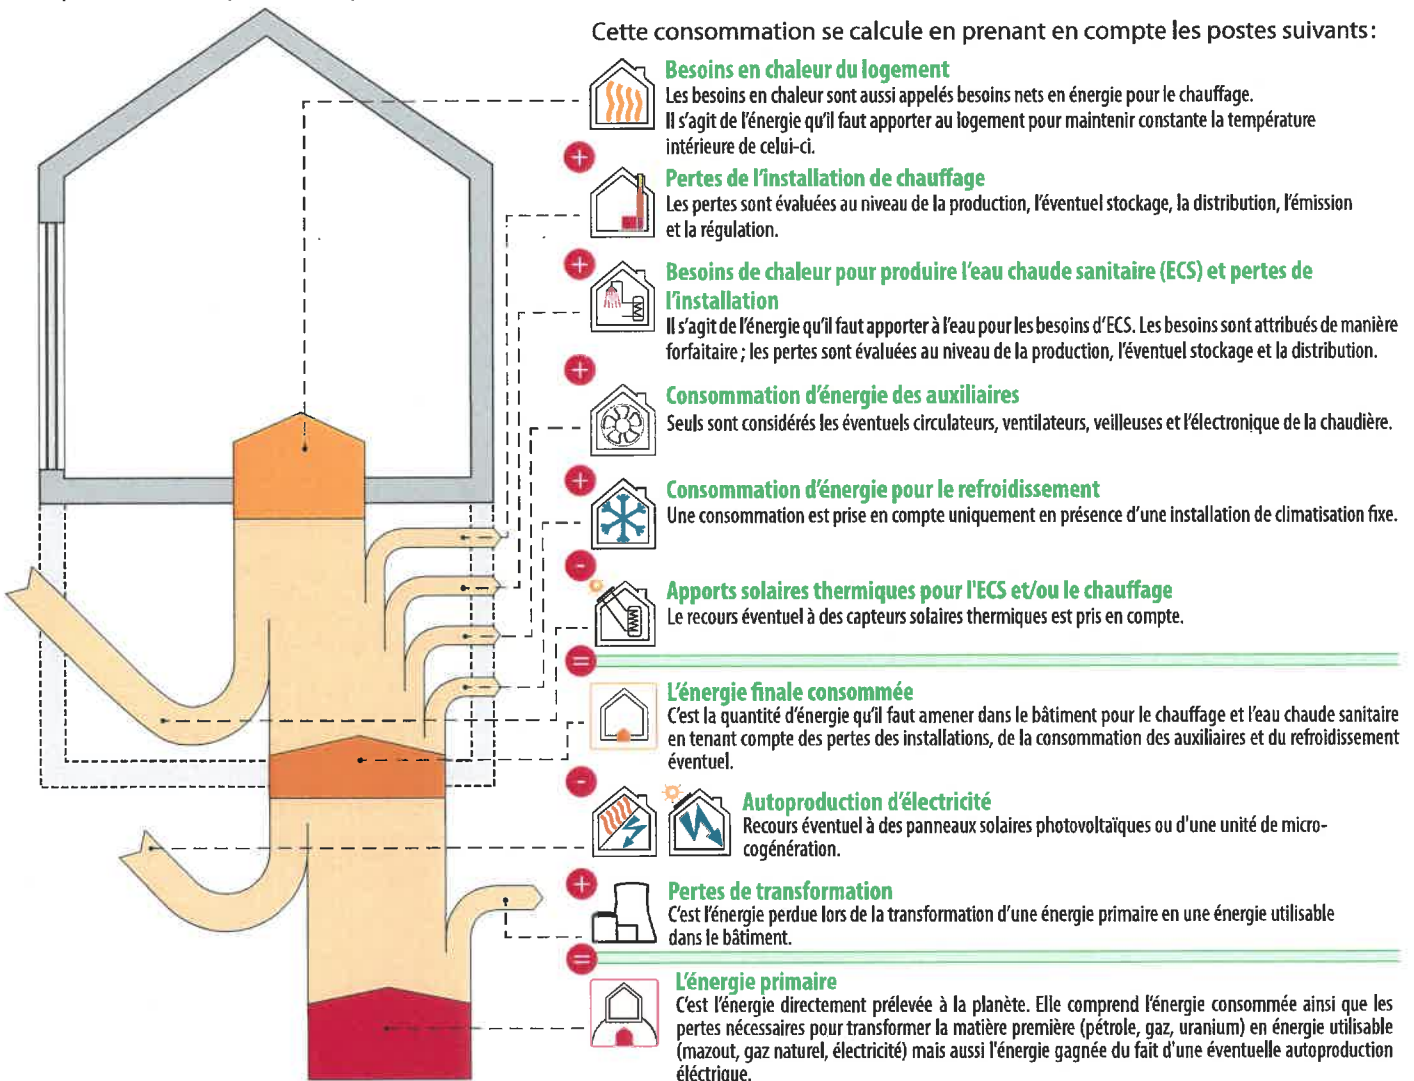 Cette consommation se calcule en prenant en compte les postes suivants :
Besoins en chaleur du logement
Les besoins en chaleur sont aussi appelés besoins nets en énergie pour le chauffage.
Il s'agit de l'énergie qu'il faut apporter au logement pour maintenir constante la température
intérieure de celui-ci.
+
Pertes de l'installation de chauffage
Les pertes sont évaluées au niveau de la production, l'éventuel stockage, la distribution, l'émission
et la régulation.
+
Besoins de chaleur pour produire l'eau chaude sanitaire (ECS) et pertes de
l'installation
Il s'agit de l'énergie qu'il faut apporter à l'eau pour les besoins d'ECS. Les besoins sont attribués de manière
forfaitaire ; les pertes sont évaluées au niveau de la production, l'éventuel stockage et la distribution.
+
Consommation d'énergie des auxiliaires
Seuls sont considérés les éventuels circulateurs, ventilateurs, veilleuses et l'électronique de la chaudière.
+
Consommation d'énergie pour le refroidissement
Une consommation est prise en compte uniquement en présence d'une installation de climatisation fixe.
-
Apports solaires thermiques pour l'ECS et/ou le chauffage
Le recours éventuel à des capteurs solaires thermiques est pris en compte.
=
L'énergie finale consommée
C'est la quantité d'énergie qu'il faut amener dans le bâtiment pour le chauffage et l'eau chaude sanitaire
en tenant compte des pertes des installations, de la consommation des auxiliaires et du refroidissement
éventuel.
-
Autoproduction d'électricité
Recours éventuel à des panneaux solaires photovoltaïques ou d'une unité de micro-
cogénération.
+
Pertes de transformation
C'est l'énergie perdue lors de la transformation d'une énergie primaire en une énergie utilisable
dans le bâtiment.
=
L'énergie primaire
C'est l'énergie directement prélevée à la planète. Elle comprend l'énergie consommée ainsi que les
pertes nécessaires pour transformer la matière première (pétrole, gaz, uranium) en énergie utilisable
(mazout, gaz naturel, électricité) mais aussi l'énergie gagnée du fait d'une éventuelle autoproduction
éléctrique.